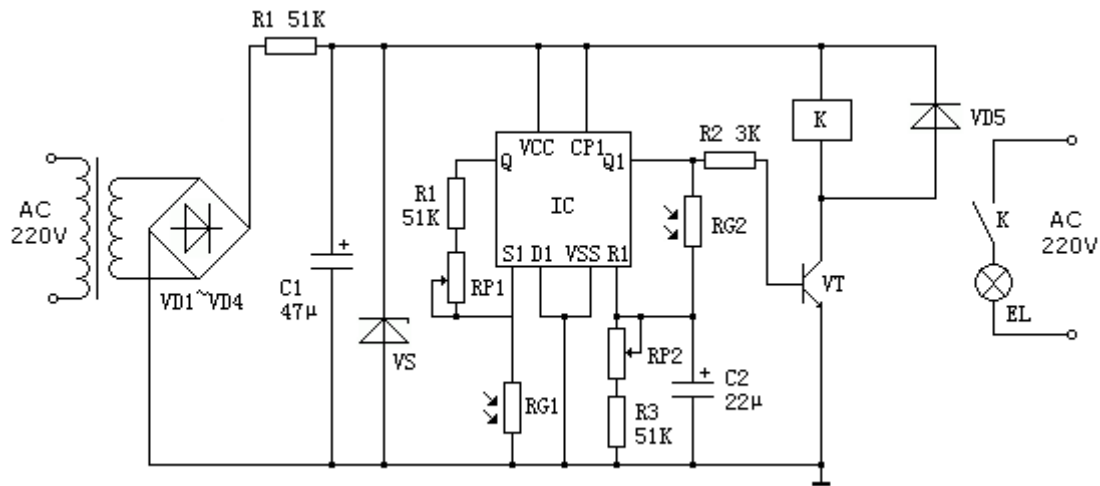 R1 51K
AC
220V
VD1~VD4
C1
47μ
VS
R1
51K
RP1
RG1
Q
VCC
CP1
Q1
IC
S1
D1
VSS
R1
R2 3K
RG2
RP2
R3
51K
C2
22μ
K
VD5
VT
K
EL
AC
220V